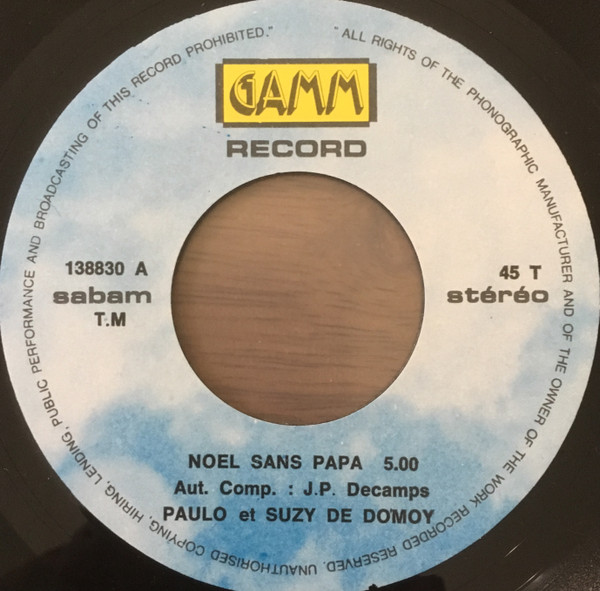 "ALL RIGHTS OF THE PHONOGRAPHIC MANUFACTURER AND OF THE OWNER OF THE WORK RECORDED RESERVED. UNAUTHORISED COPYING, HIRING, LENDING, PUBLIC PERFORMANCE AND BROADCASTING OF THIS RECORD PROHIBITED."
GAMM
RECORD
138830 A
sabam
T.M
45 T
stéréo
NOEL SANS PAPA 5.00
Aut. Comp. : J.P. Decamps
PAULO et SUZY DE DOMOY